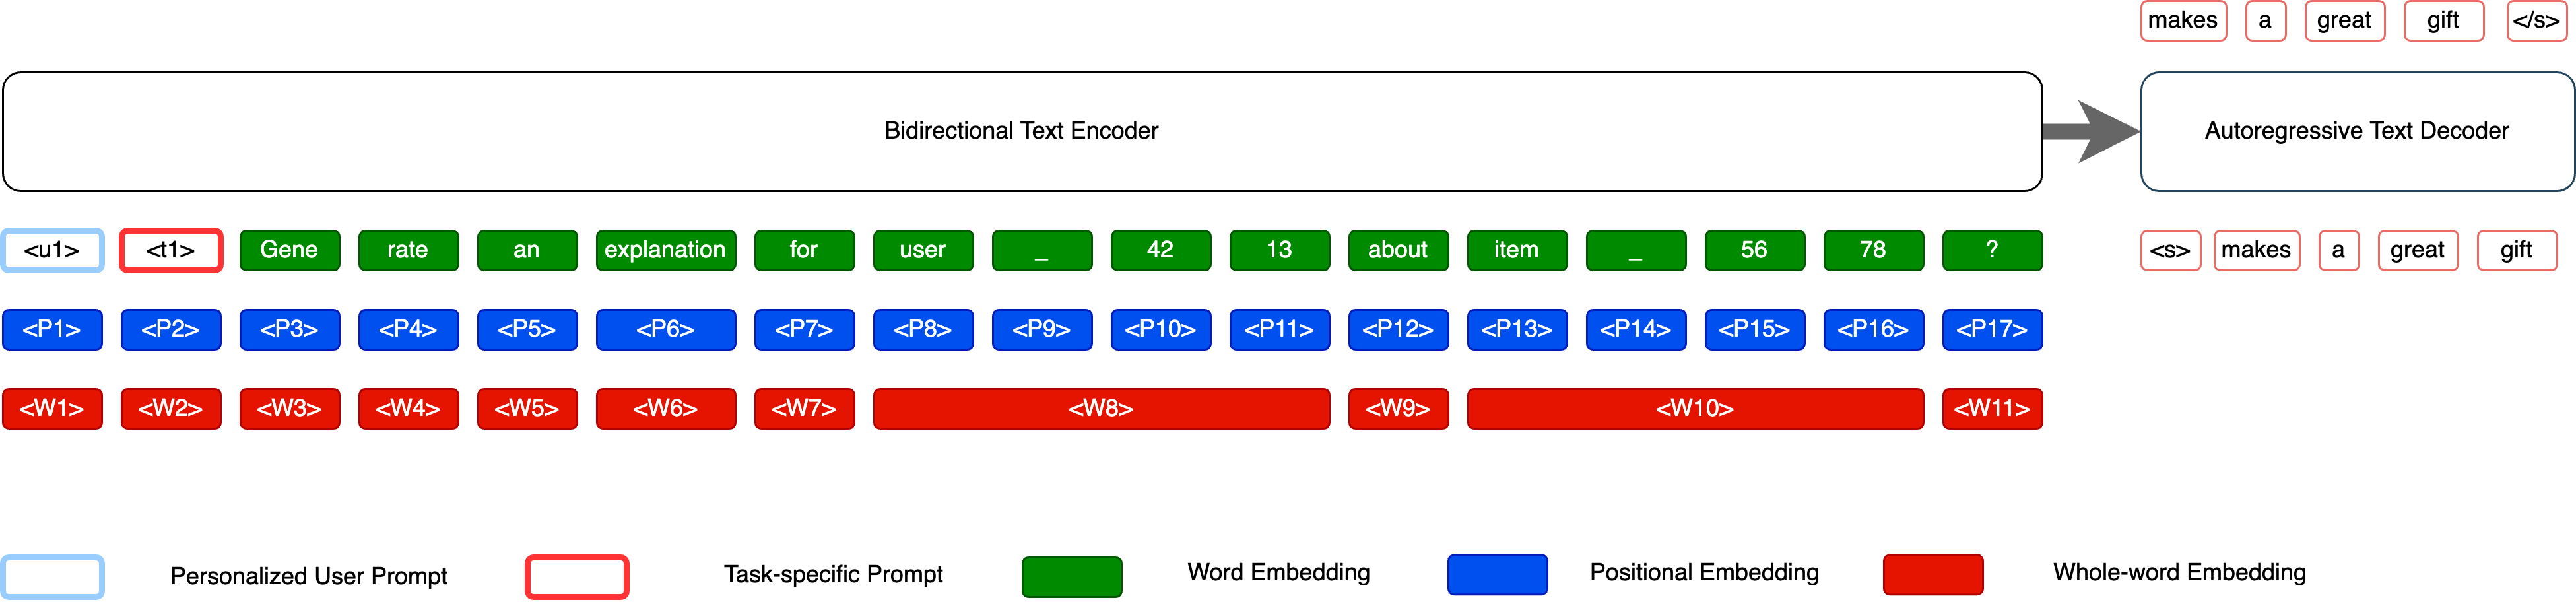 makes a great gift </s>
Bidirectional Text Encoder
Autoregressive Text Decoder
<u1> <t1> Gene rate an explanation for user _ 42 13 about item _ 56 78 ?
<s> makes a great gift
<P1> <P2> <P3> <P4> <P5> <P6> <P7> <P8> <P9> <P10> <P11> <P12> <P13> <P14> <P15> <P16> <P17>
<W1> <W2> <W3> <W4> <W5> <W6> <W7> <W8> <W9> <W10> <W11>
Personalized User Prompt
Task-specific Prompt
Word Embedding
Positional Embedding
Whole-word Embedding